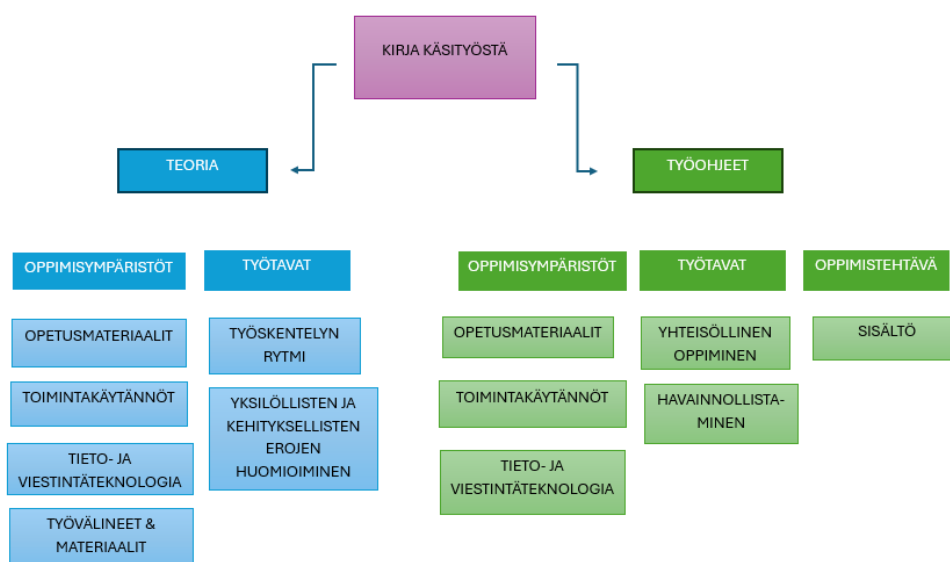 KIRJA KÄSITYÖSTÄ
TEORIA
TYÖOHJEET
OPPIMISYMPÄRISTÖT
TYÖTAVAT
OPETUSMATERIAALIT
TOIMINTAKÄYTÄNNÖT
TIETO- JA
VIESTINTÄTEKNOLOGIA
TYÖVÄLINEET &
MATERIAALIT
TYÖSKENTELYN
RYTMI
YKSILÖLLISTEN JA
KEHITYKSELLISTEN
EROJEN
HUOMIOIMINEN
OPPIMISYMPÄRISTÖT
TYÖTAVAT
OPPIMISTEHTÄVÄ
OPETUSMATERIAALIT
TOIMINTAKÄYTÄNNÖT
TIETO- JA
VIESTINTÄTEKNOLOGIA
YHTEISÖLLINEN
OPPIMINEN
HAVAINNOLLISTA-
MINEN
SISÄLTÖ